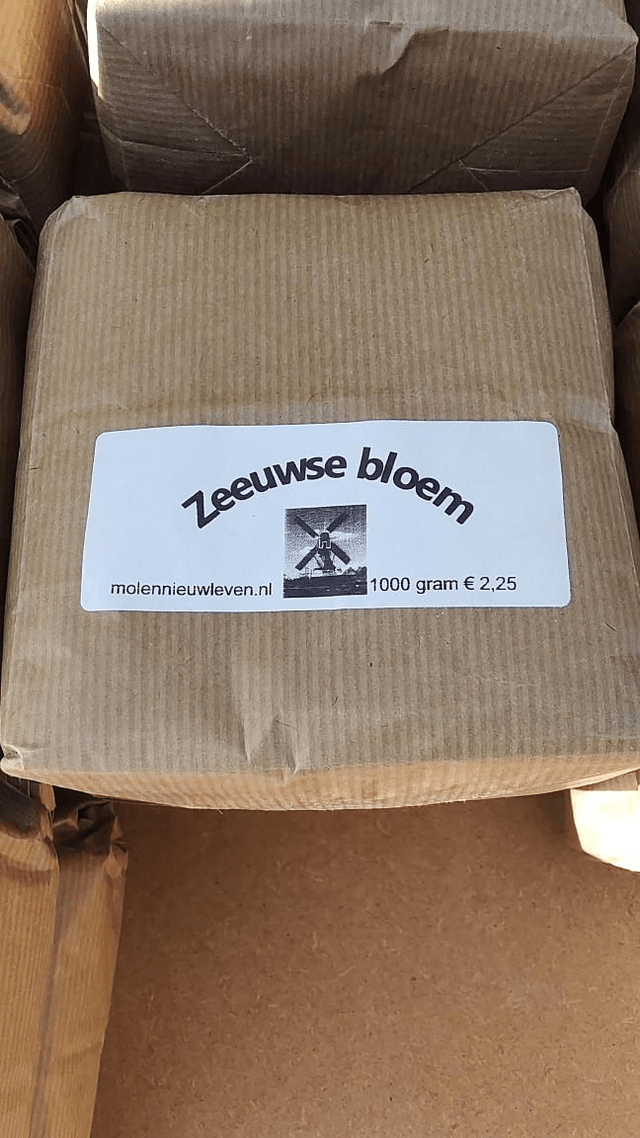 Zeeuwse bloem
molennieuwleven.nl 1000 gram € 2,25